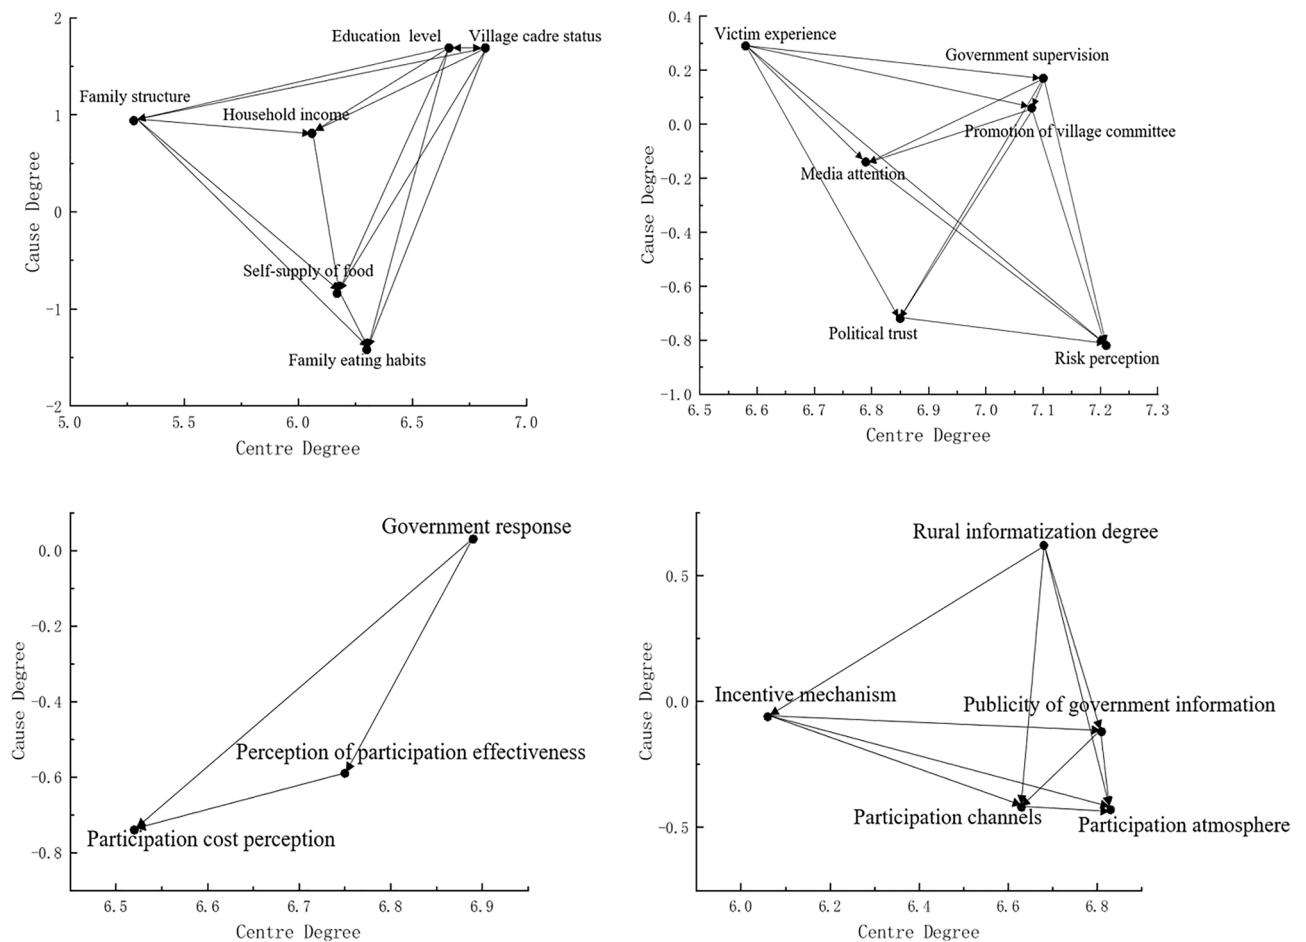 2
Education level
Village cadre status
Family structure
1
Household income
0
Self-supply of food
-1
Family eating habits
-2
5.0
5.5
6.0
6.5
7.0
Centre Degree
Cause Degree
0.4
Victim experience
Government supervision
0.2
0.0
Promotion of village committee
Media attention
-0.2
-0.4
-0.6
Political trust
-0.8
Risk perception
-1.0
6.5
6.6
6.7
6.8
6.9
7.0
7.1
7.2
7.3
Centre Degree
Cause Degree
Government response
0.0
-0.2
-0.4
Perception of participation effectiveness
-0.6
Participation cost perception
-0.8
6.5
6.6
6.7
6.8
6.9
Centre Degree
Cause Degree
Rural informatization degree
0.5
Incentive mechanism
Publicity of government information
0.0
Participation channels
Participation atmosphere
-0.5
6.0
6.2
6.4
6.6
6.8
Centre Degree
Cause Degree